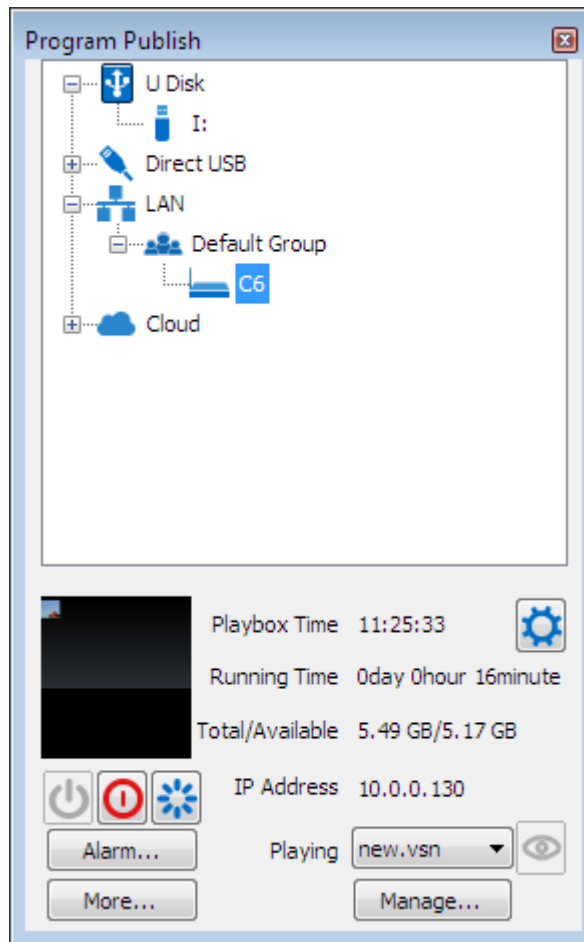 Program Publish
U Disk
I:
Direct USB
LAN
Default Group
C6
Cloud
Playbox Time 11:25:33
Running Time 0day 0hour 16minute
Total/Available 5.49 GB/5.17 GB
IP Address 10.0.0.130
Alarm... Playing new.vsn
More... Manage...